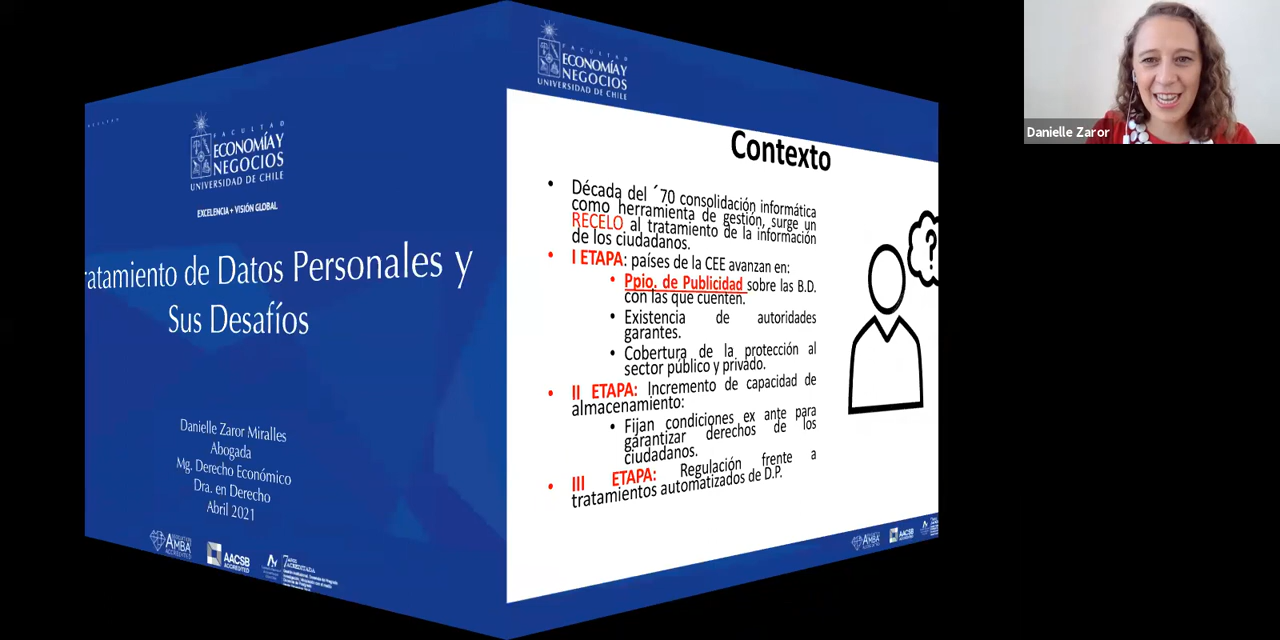 FACULTAD
ECONOMÍA Y
NEGOCIOS
UNIVERSIDAD DE CHILE
EXCELENCIA + VISIÓN GLOBAL
ratamiento de Datos Personales y
Sus Desafíos
Danielle Zaror Miralles
Abogada
Mg. Derecho Económico
Dra. en Derecho
Abril 2021
AMBA
AACSB
ACCREDITED
7 AÑOS
ACREDITADA
FACULTAD
ECONOMÍA Y
NEGOCIOS
UNIVERSIDAD DE CHILE
Contexto
• Década del ´70 consolidación informática
como herramienta de gestión, surge un
RECELO al tratamiento de la información
de los ciudadanos.
• I ETAPA: países de la CEE avanzan en:
• Ppio. de Publicidad sobre las B.D.
con las que cuenten.
• Existencia de autoridades
garantes.
• Cobertura de la protección al
sector público y privado.
• II ETAPA: Incremento de capacidad de
almacenamiento:
• Fijan condiciones ex ante para
garantizar derechos de los
ciudadanos.
• III ETAPA: Regulación frente a
tratamientos automatizados de D.P.
?
AMBA
AACSB
Danielle Zaror